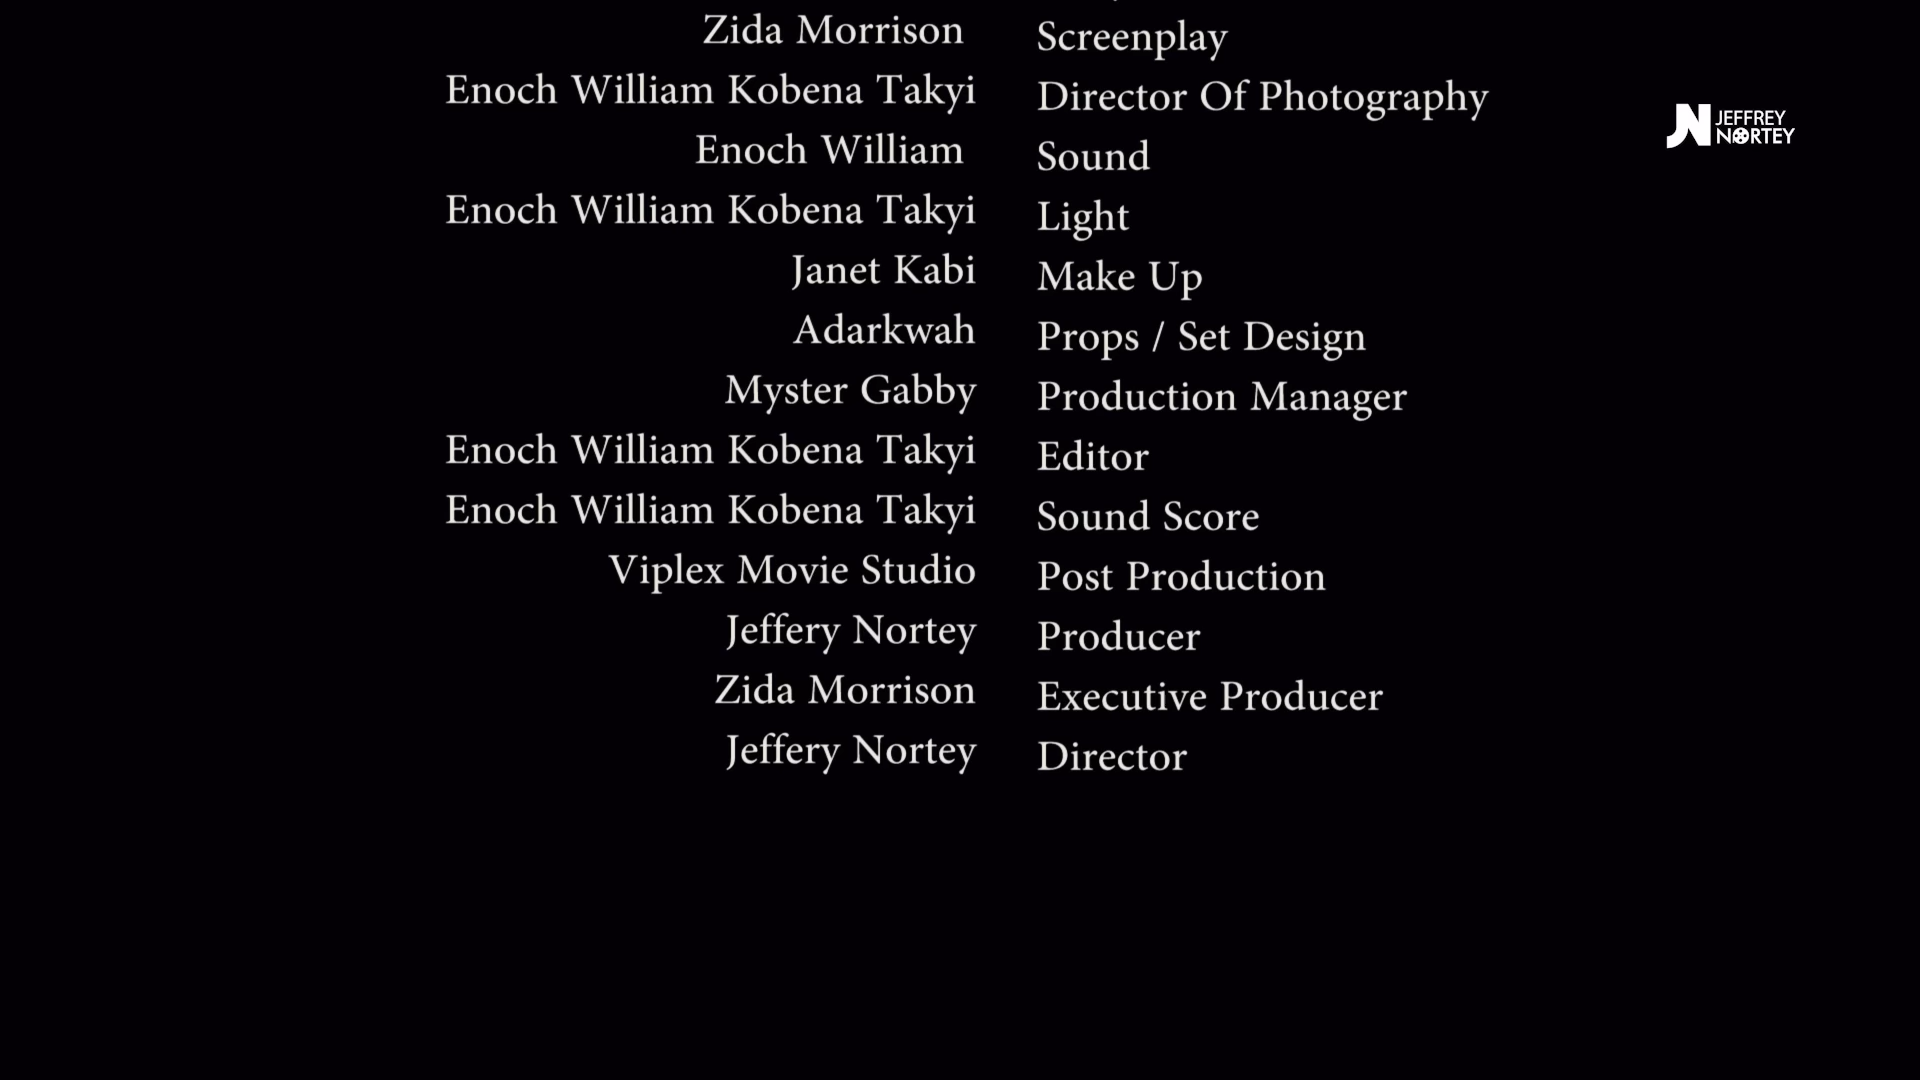 Zida Morrison Screenplay
Enoch William Kobena Takyi Director Of Photography
Enoch William Sound
Enoch William Kobena Takyi Light
Janet Kabi Make Up
Adarkwah Props / Set Design
Myster Gabby Production Manager
Enoch William Kobena Takyi Editor
Enoch William Kobena Takyi Sound Score
Viplex Movie Studio Post Production
Jeffery Nortey Producer
Zida Morrison Executive Producer
Jeffery Nortey Director
JN JEFFREY
NORTEY